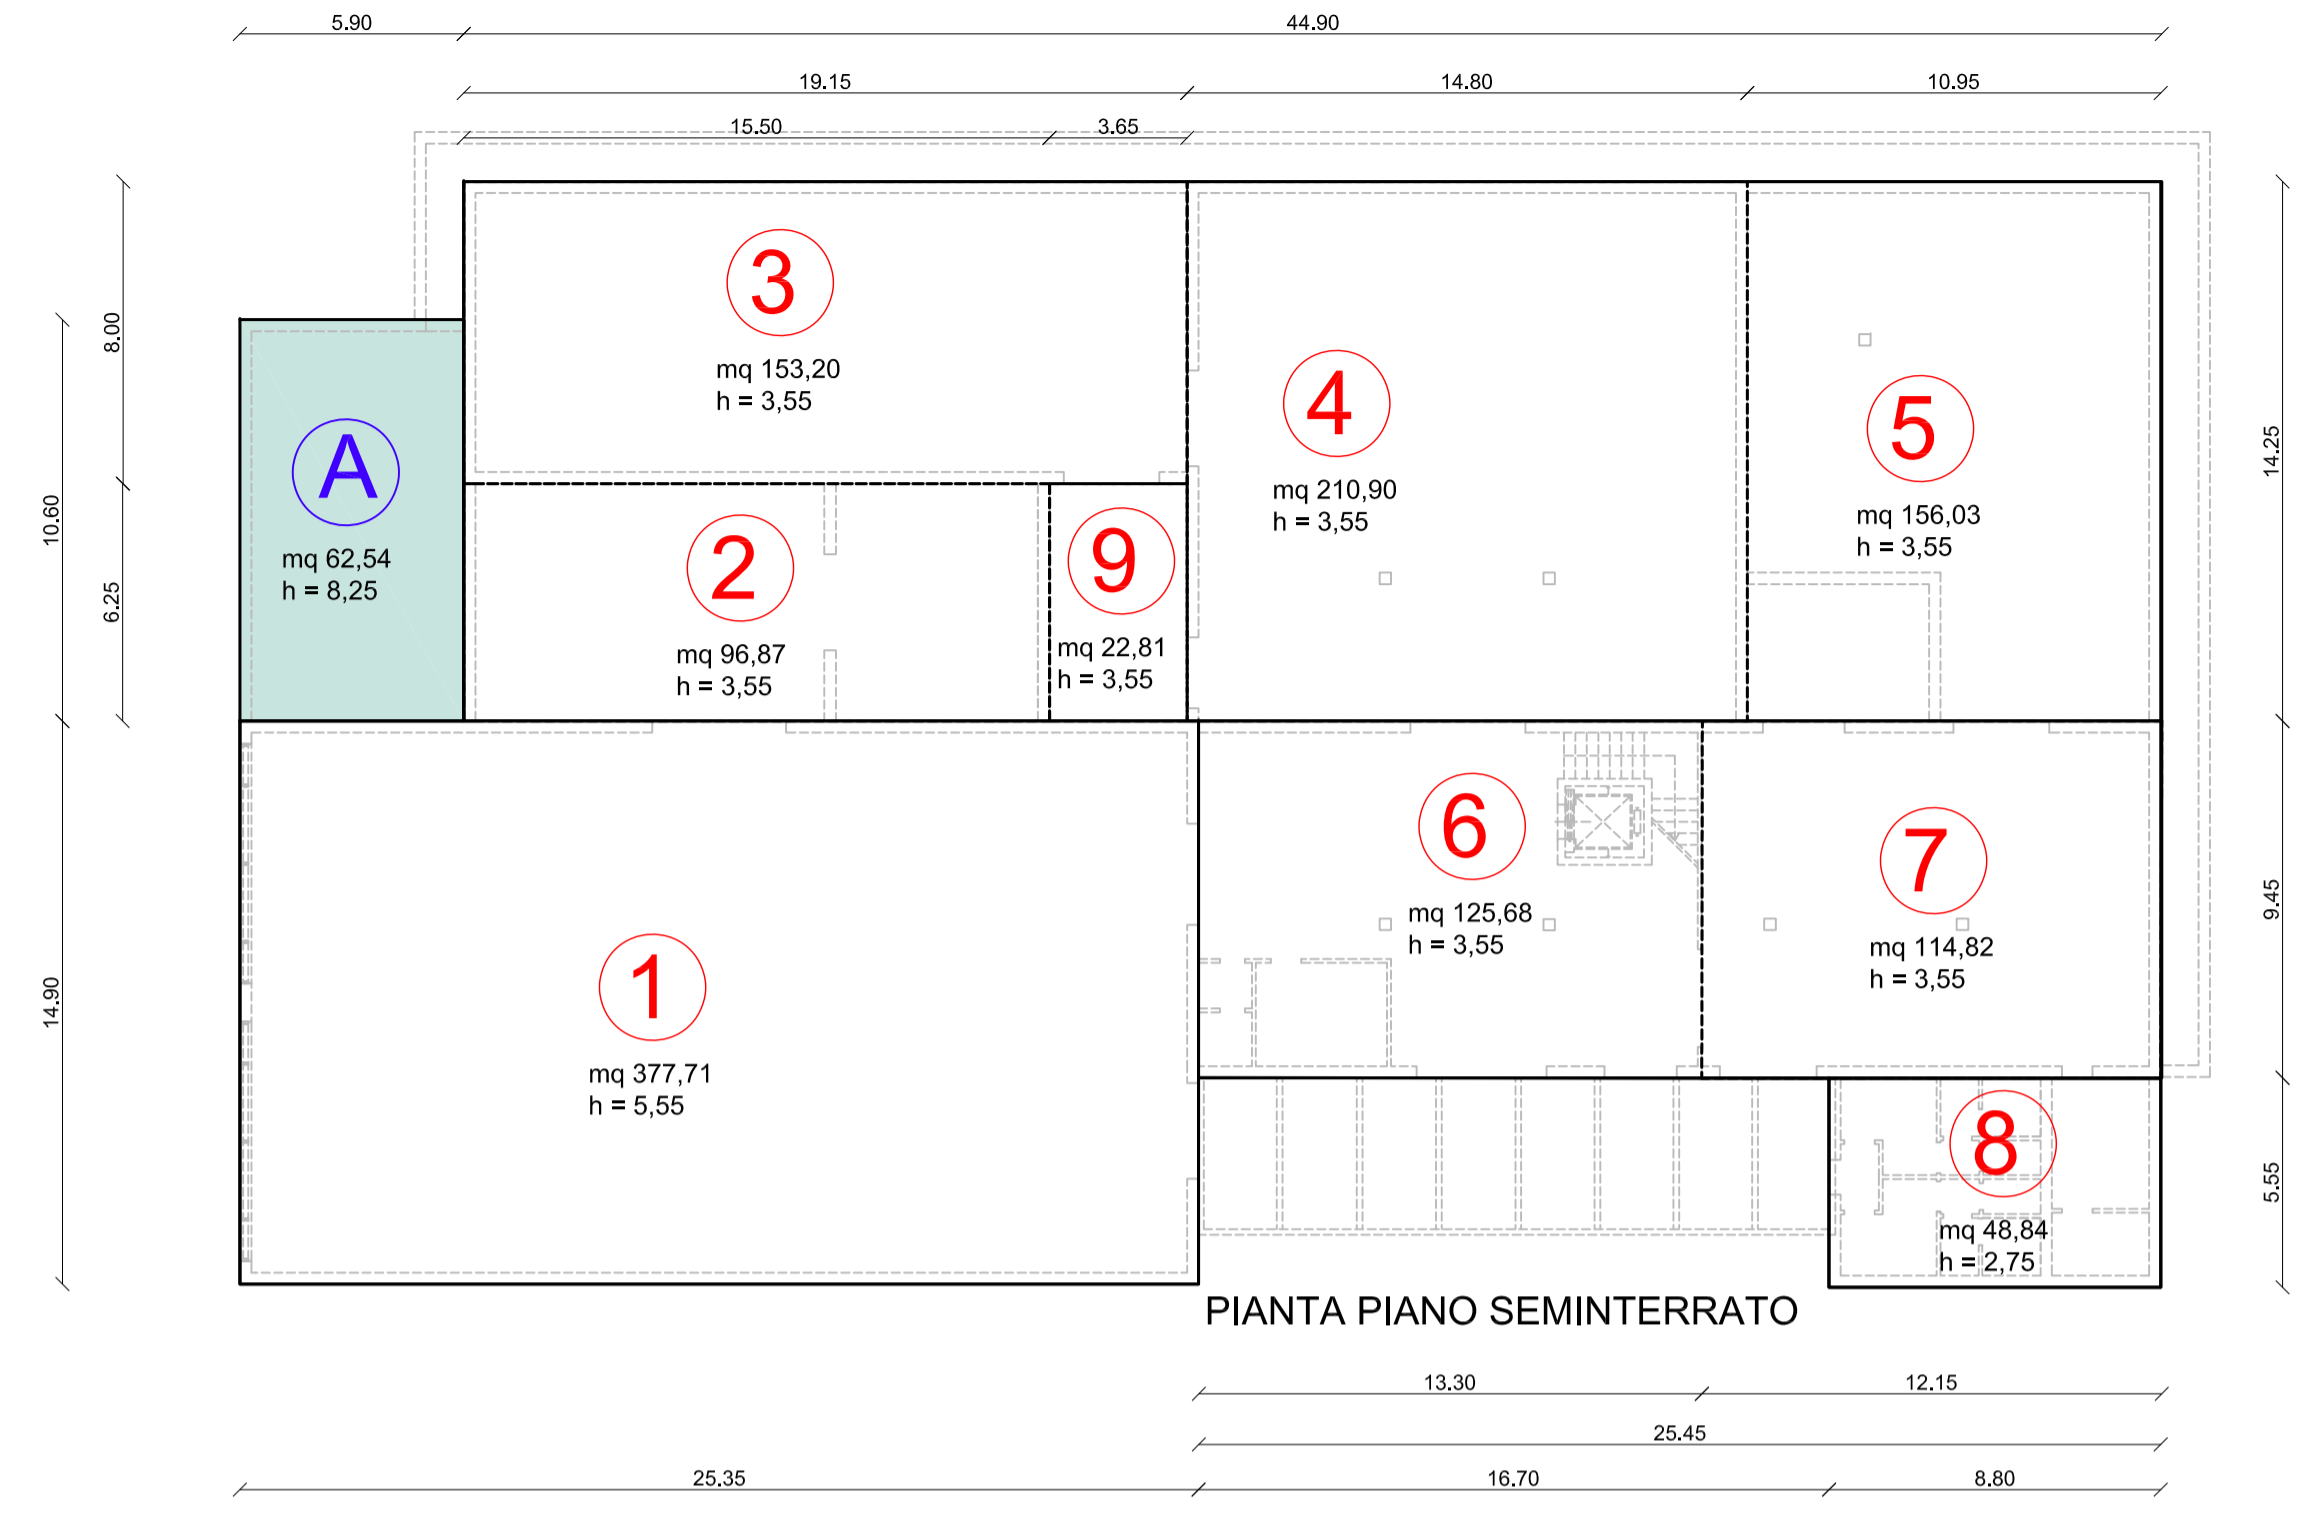 5.90
44.90
19.15
14.80
10.95
15.50
3.65
8.00
6.25
10.60
14.90
14.25
9.45
5.55
3
mq 153,20
h = 3,55
4
mq 210,90
h = 3,55
5
mq 156,03
h = 3,55
A
mq 62,54
h = 8,25
2
mq 96,87
h = 3,55
9
mq 22,81
h = 3,55
6
mq 125,68
h = 3,55
7
mq 114,82
h = 3,55
1
mq 377,71
h = 5,55
8
mq 48,84
h = 2,75
PIANTA PIANO SEMINTERRATO
13.30
12.15
25.45
25.35
16.70
8.80